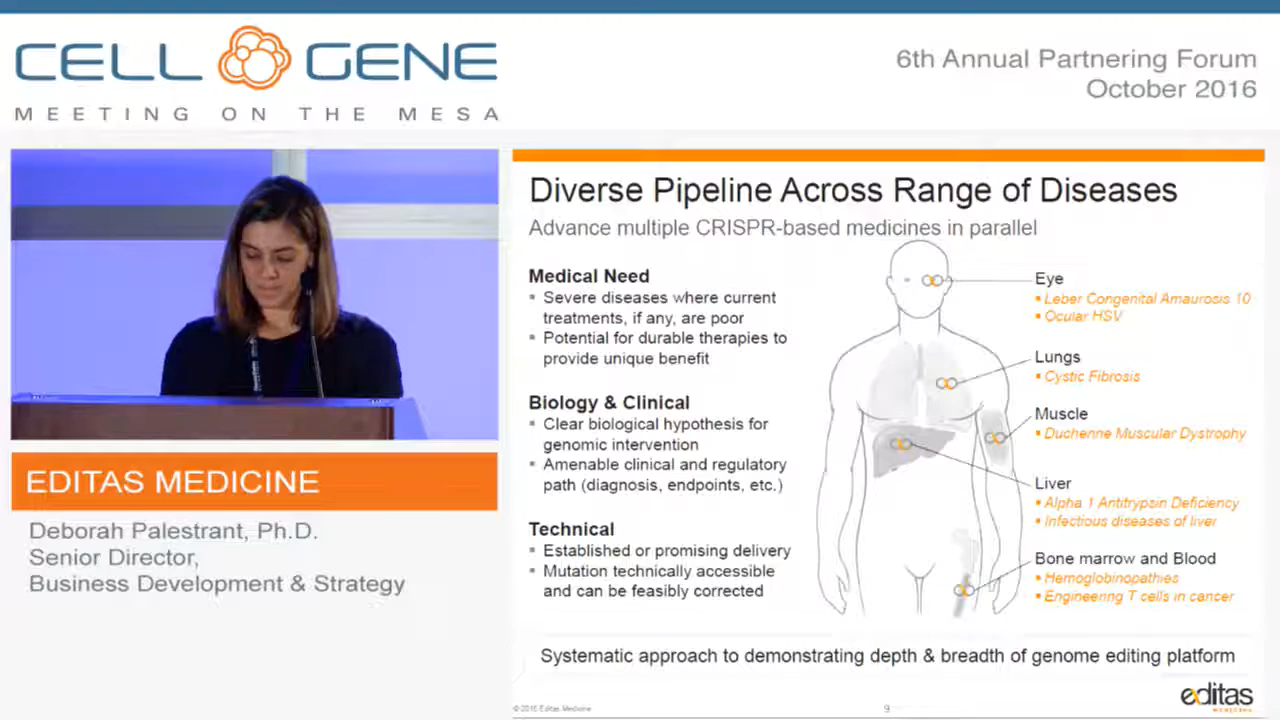 CELL GENE
MEETING ON THE MESA
6th Annual Partnering Forum
October 2016
EDITAS MEDICINE
Deborah Palestrant, Ph.D.
Senior Director,
Business Development & Strategy
Diverse Pipeline Across Range of Diseases
Advance multiple CRISPR-based medicines in parallel
Medical Need
▪ Severe diseases where current
treatments, if any, are poor
▪ Potential for durable therapies to
provide unique benefit
Biology & Clinical
▪ Clear biological hypothesis for
genomic intervention
▪ Amenable clinical and regulatory
path (diagnosis, endpoints, etc.)
Technical
▪ Established or promising delivery
▪ Mutation technically accessible
and can be feasibly corrected
Eye
▪ Leber Congenital Amaurosis 10
▪ Ocular HSV
Lungs
▪ Cystic Fibrosis
Muscle
▪ Duchenne Muscular Dystrophy
Liver
▪ Alpha 1 Antitrypsin Deficiency
▪ Infectious diseases of liver
Bone marrow and Blood
▪ Hemoglobinopathies
▪ Engineering T cells in cancer
Systematic approach to demonstrating depth & breadth of genome editing platform
© 2016 Editas Medicine
9
editas
MEDICINE